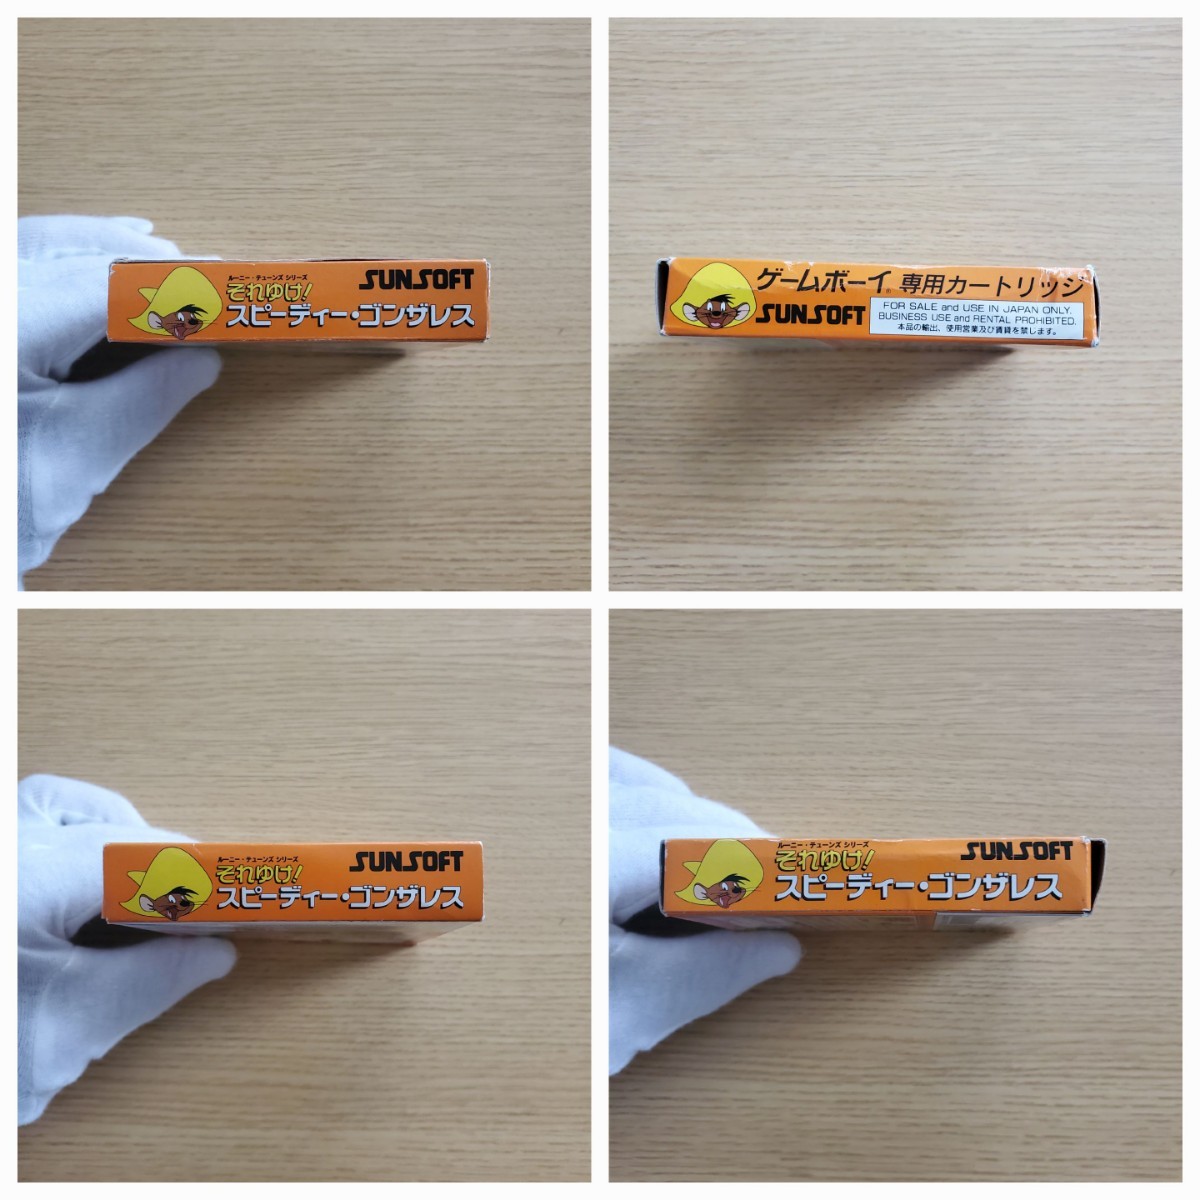 ルーニー・テューンズ シリーズ
SUNSOFT
それゆけ!
スピーディー・ゴンザレス
ゲームボーイ専用カートリッジ
SUNSOFT
FOR SALE and USE IN JAPAN ONLY.
BUSINESS USE and RENTAL PROHIBITED.
本品の輸出、使用営業及び賃貸を禁じます。
ルーニー・テューンズ シリーズ
SUNSOFT
それゆけ!
スピーディー・ゴンザレス
ルーニー・テューンズ シリーズ
SUNSOFT
それゆけ!
スピーディー・ゴンザレス